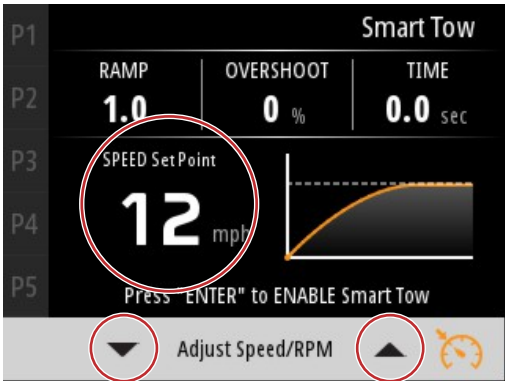 Smart Tow
P1
RAMP OVERSHOOT TIME
P2
1.0 0 % 0.0 sec
P3
SPEED Set Point
P4
12 mph
P5
Press "ENTER" to ENABLE Smart Tow
Adjust Speed/RPM